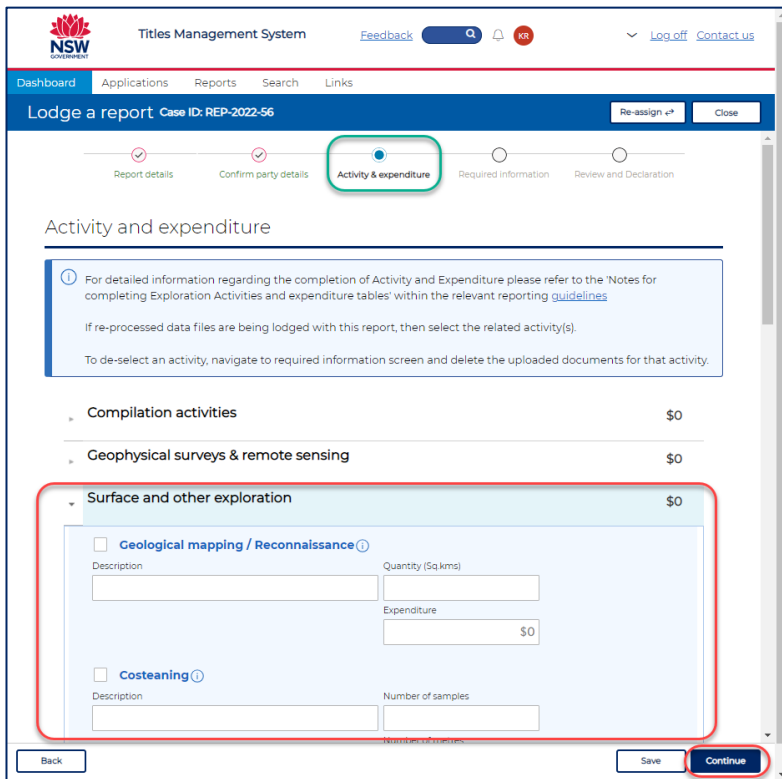 NSW
GOVERNMENT
Titles Management System
Feedback
KR
Log off
Contact us
Dashboard
Applications
Reports
Search
Links
Lodge a report Case ID: REP-2022-56
Re-assign
Close
Report details
Confirm party details
Activity & expenditure
Required information
Review and Declaration
Activity and expenditure
For detailed information regarding the completion of Activity and Expenditure please refer to the 'Notes for
completing Exploration Activities and expenditure tables' within the relevant reporting guidelines
If re-processed data files are being lodged with this report, then select the related activity(s).
To de-select an activity, navigate to required information screen and delete the uploaded documents for that activity.
Compilation activities $0
Geophysical surveys & remote sensing $0
Surface and other exploration $0
Geological mapping / Reconnaissance
Description
Quantity (Sq.kms)
Expenditure
$0
Costeaning
Description
Number of samples
Number of metres
Back
Save
Continue